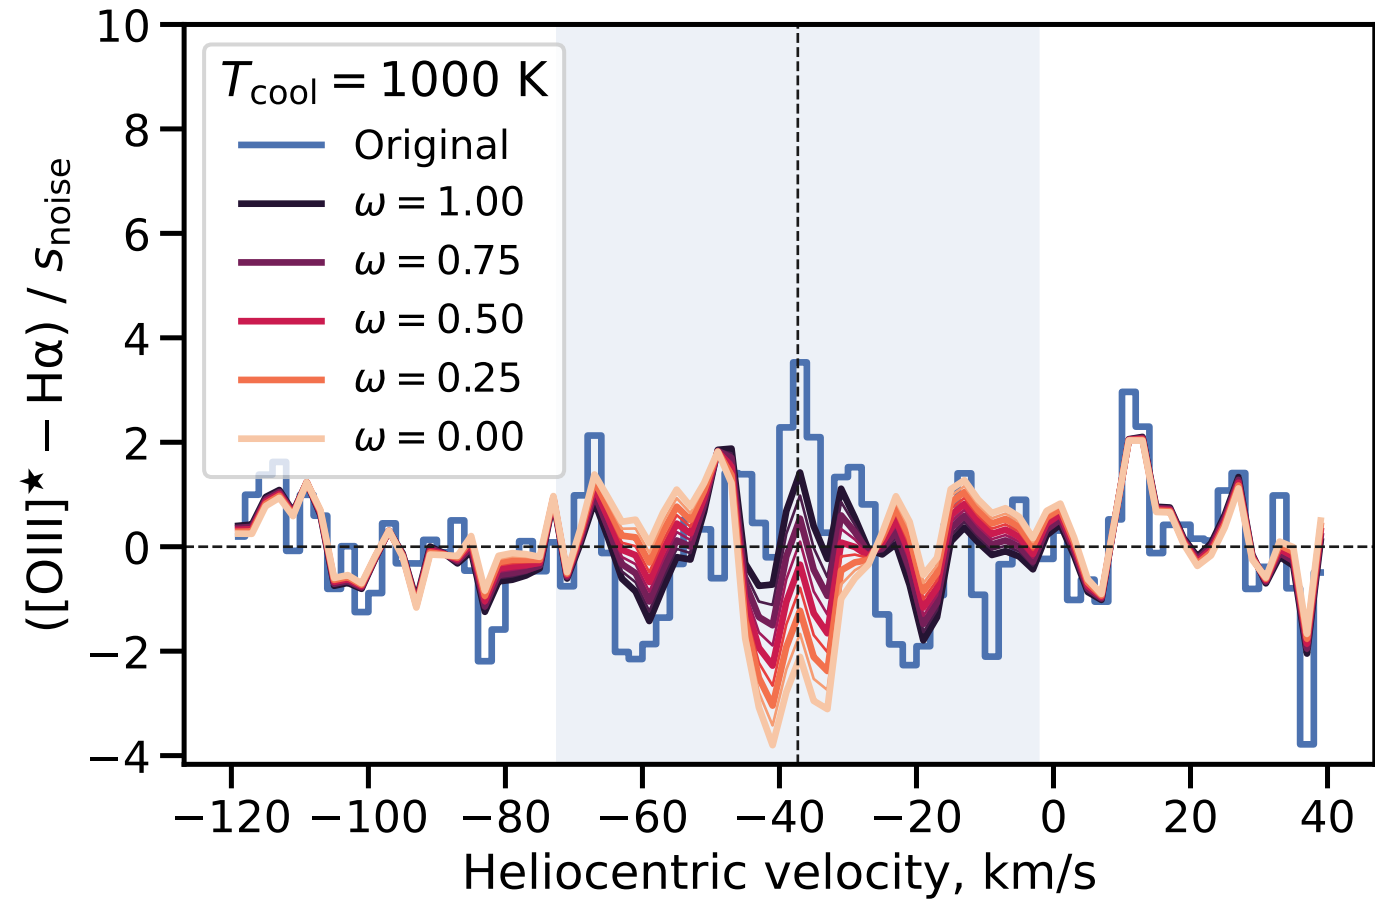 10
8
6
4
2
0
−2
−4
([OIII]★ − Hα) / s_noise
T_cool = 1000 K
Original
ω = 1.00
ω = 0.75
ω = 0.50
ω = 0.25
ω = 0.00
−120 −100 −80 −60 −40 −20 0 20 40
Heliocentric velocity, km/s